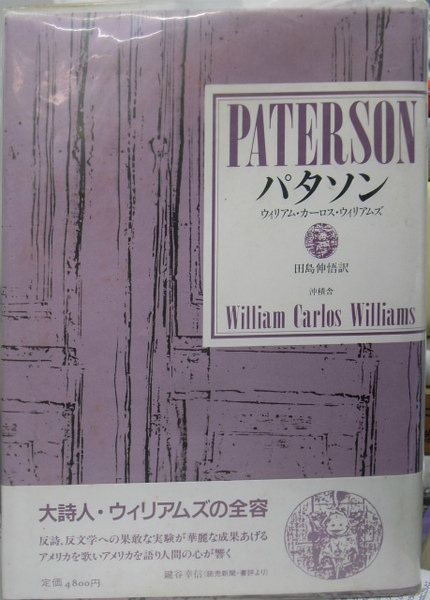 PATERSON
パタソン
ウィリアム・カーロス・ウィリアムズ
田島伸悟訳
沖積舎
William Carlos Williams
大詩人・ウィリアムズの全容
反詩、反文学への果敢な実験が華麗な成果あげる
アメリカを歌いアメリカを語り人間の心が響く
鍵谷幸信(読売新聞・書評より)
定価4800円